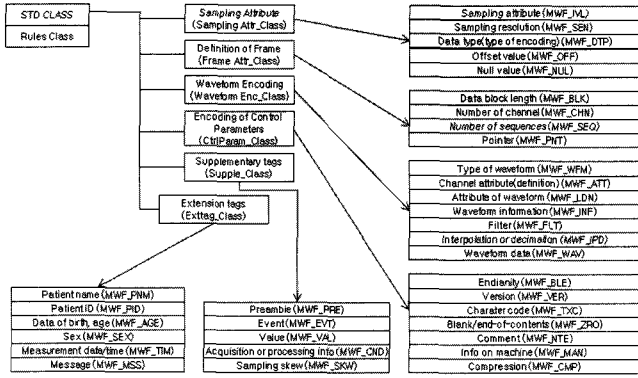 STD CLASS
Rules Class
Sampling Attribute
(Sampling Attr_Class)
Definition of Frame
(Frame Attr_Class)
Waveform Encoding
(Waveform Enc_Class)
Encoding of Control
Parameters
(CtrlParam_Class)
Supplementary tags
(Supple_Class)
Extension tags
(Exttag_Class)
Sampling attribute(MWF_IVL)
Sampling resolution(MWF_SEN)
Data type(type of encoding)(MWF_DTP)
Offset value(MWF_OFF)
Null value(MWF_NUL)
Data block length(MWF_BLK)
Number of channel(MWF_CHN)
Number of sequences(MWF_SEQ)
Pointer(MWF_PNT)
Type of waveform(MWF_WFM)
Channel attribute(definition)(MWF_ATT)
Attribute of waveform(MWF_LDN)
Waveform information(MWF_INF)
Filter(MWF_FLT)
Interpolation or decimation(MWF_IPD)
Waveform data(MWF_WAV)
Endianity(MWF_BLE)
Version(MWF_VER)
Charater code(MWF_TXC)
Blank/end-of-contents(MWF_ZRO)
Comment(MWF_NTE)
Info on machine(MWF_MAN)
Compression(MWF_CMP)
Patient name(MWF_PNM)
Patient ID(MWF_PID)
Data of birth, age(MWF_AGE)
Sex(MWF_SEX)
Measurement data/time(MWF_TIM)
Message(MWF_MSS)
Preamble(MWF_PRE)
Event(MWF_EVT)
Value(MWF_VAL)
Acquisition or processing info(MWF_CND)
Sampling skew(MWF_SKW)